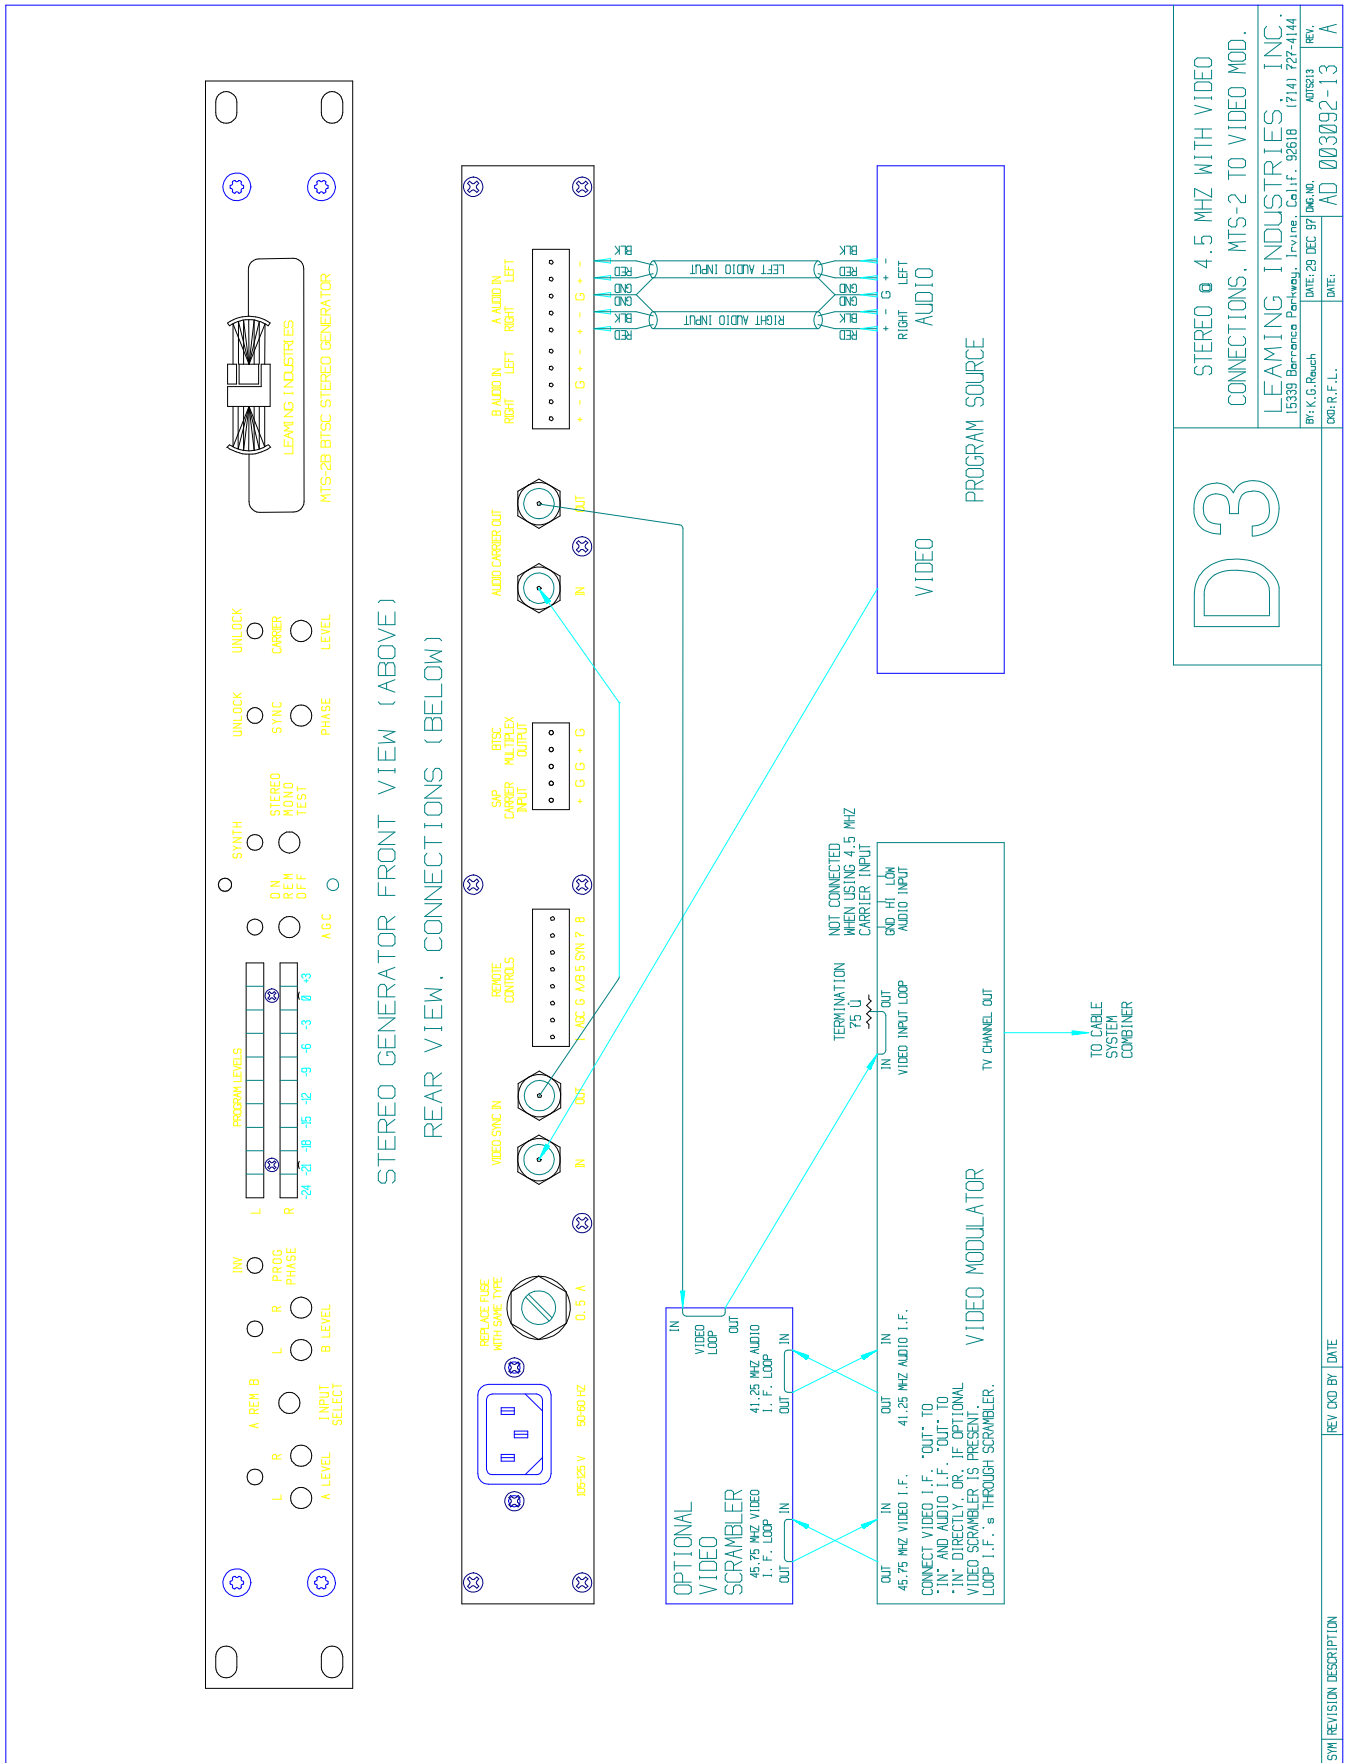 LEAMING INDUSTRIES
MTS-2B BTSC STEREO GENERATOR
A REM B
L R
A LEVEL
INPUT
SELECT
L R
B LEVEL
INV
PROG
PHASE
PROGRAM LEVELS
L
R
-24 -21 -18 -15 -12 -9 -6 -3 0 +3
ON
REM
OFF
AGC
SYNTH
STEREO
MONO
TEST
UNLOCK
SYNC
PHASE
UNLOCK
CARRIER
LEVEL
STEREO GENERATOR FRONT VIEW (ABOVE)
REAR VIEW, CONNECTIONS (BELOW)
105-125 V 50-60 HZ
REPLACE FUSE
WITH SAME TYPE
0.5 A
VIDEO SYNC IN
IN OUT
REMOTE
CONTROLS
AGC G A/B 5 SYN 7 8
SAP
CARRIER
INPUT
BTSC
MULTIPLEX
OUTPUT
+ G G + G
AUDIO CARRIER OUT
IN OUT
B AUDIO IN
RIGHT LEFT
+ - G + -
A AUDIO IN
RIGHT LEFT
+ - G + -
RED BLK GND GND RED BLK
RIGHT AUDIO INPUT
LEFT AUDIO INPUT
RED BLK GND GND RED BLK
+ - G + -
RIGHT LEFT
AUDIO
VIDEO
PROGRAM SOURCE
OPTIONAL
VIDEO
SCRAMBLER
IN
VIDEO
LOOP
OUT
45.75 MHZ VIDEO
I.F. LOOP
OUT IN
41.25 MHZ AUDIO
I.F. LOOP
OUT IN
OUT IN
45.75 MHZ VIDEO I.F.
OUT IN
41.25 MHZ AUDIO I.F.
CONNECT VIDEO I.F. "OUT" TO
"IN" AND AUDIO I.F. "OUT" TO
"IN" DIRECTLY, OR, IF OPTIONAL
VIDEO SCRAMBLER IS PRESENT,
LOOP I.F.'s THROUGH SCRAMBLER.
VIDEO MODULATOR
TERMINATION
75 Ü
IN OUT
VIDEO INPUT LOOP
NOT CONNECTED
WHEN USING 4.5 MHZ
CARRIER INPUT
GND HI LOW
AUDIO INPUT
TV CHANNEL OUT
TO CABLE
SYSTEM
COMBINER
D3
STEREO @ 4.5 MHZ WITH VIDEO
CONNECTIONS, MTS-2 TO VIDEO MOD.
LEAMING INDUSTRIES, INC.
15339 Barranca Parkway, Irvine, Calif. 92618 (714) 727-4144
BY: K.G.Rauch DATE: 29 DEC 97 DWG.NO. ADTS213 REV.
CKD: R.F.L. DATE: AD 003092-13 A
SYM REVISION DESCRIPTION REV CKD BY DATE